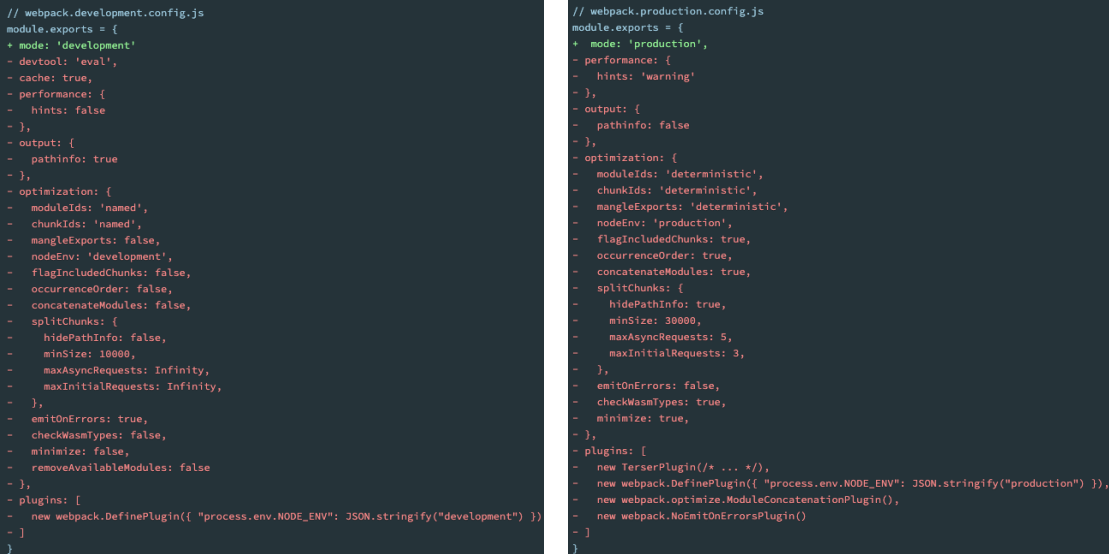 // webpack.development.config.js
module.exports = {
+ mode: 'development'
- devtool: 'eval',
- cache: true,
- performance: {
-   hints: false
- },
- output: {
-   pathinfo: true
- },
- optimization: {
-   moduleIds: 'named',
-   chunkIds: 'named',
-   mangleExports: false,
-   nodeEnv: 'development',
-   flagIncludedChunks: false,
-   occurrenceOrder: false,
-   concatenateModules: false,
-   splitChunks: {
-     hidePathInfo: false,
-     minSize: 10000,
-     maxAsyncRequests: Infinity,
-     maxInitialRequests: Infinity,
-   },
-   emitOnErrors: true,
-   checkWasmTypes: false,
-   minimize: false,
-   removeAvailableModules: false
- },
- plugins: [
-   new webpack.DefinePlugin({ "process.env.NODE_ENV": JSON.stringify("development") })
- ]
}
// webpack.production.config.js
module.exports = {
+  mode: 'production',
- performance: {
-   hints: 'warning'
- },
- output: {
-   pathinfo: false
- },
- optimization: {
-   moduleIds: 'deterministic',
-   chunkIds: 'deterministic',
-   mangleExports: 'deterministic',
-   nodeEnv: 'production',
-   flagIncludedChunks: true,
-   occurrenceOrder: true,
-   concatenateModules: true,
-   splitChunks: {
-     hidePathInfo: true,
-     minSize: 30000,
-     maxAsyncRequests: 5,
-     maxInitialRequests: 3,
-   },
-   emitOnErrors: false,
-   checkWasmTypes: true,
-   minimize: true,
- },
- plugins: [
-   new TerserPlugin(/* ... */),
-   new webpack.DefinePlugin({ "process.env.NODE_ENV": JSON.stringify("production") }),
-   new webpack.optimize.ModuleConcatenationPlugin(),
-   new webpack.NoEmitOnErrorsPlugin()
- ]
}